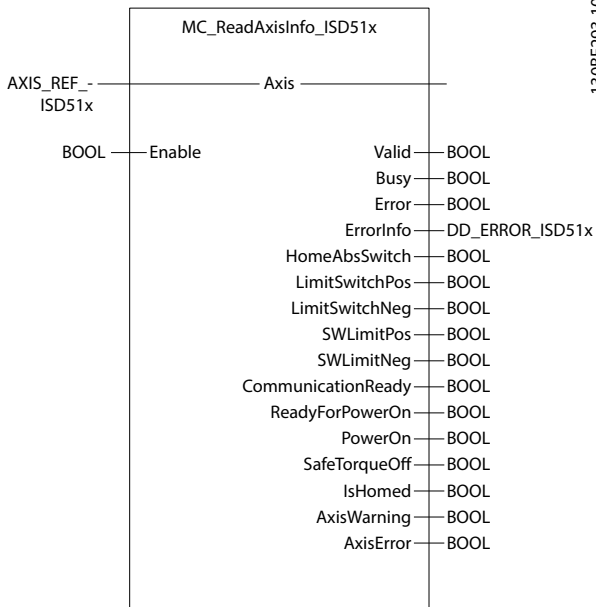 MC_ReadAxisInfo_ISD51x
AXIS_REF_-
ISD51x
Axis
BOOL Enable Valid BOOL
Busy BOOL
Error BOOL
ErrorInfo DD_ERROR_ISD51x
HomeAbsSwitch BOOL
LimitSwitchPos BOOL
LimitSwitchNeg BOOL
SWLimitPos BOOL
SWLimitNeg BOOL
CommunicationReady BOOL
ReadyForPowerOn BOOL
PowerOn BOOL
SafeTorqueOff BOOL
IsHomed BOOL
AxisWarning BOOL
AxisError BOOL